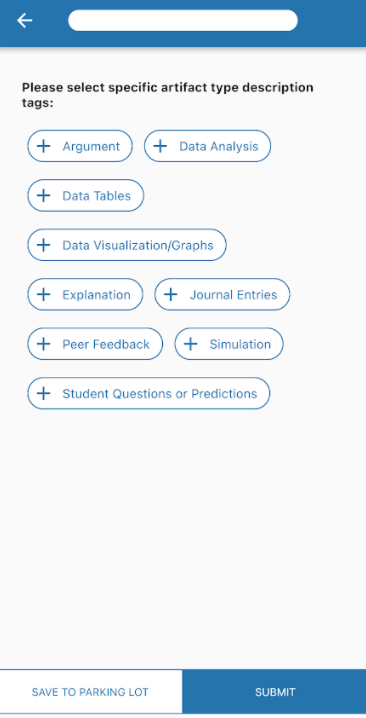 Please select specific artifact type description
tags:
+ Argument + Data Analysis
+ Data Tables
+ Data Visualization/Graphs
+ Explanation + Journal Entries
+ Peer Feedback + Simulation
+ Student Questions or Predictions
SAVE TO PARKING LOT SUBMIT